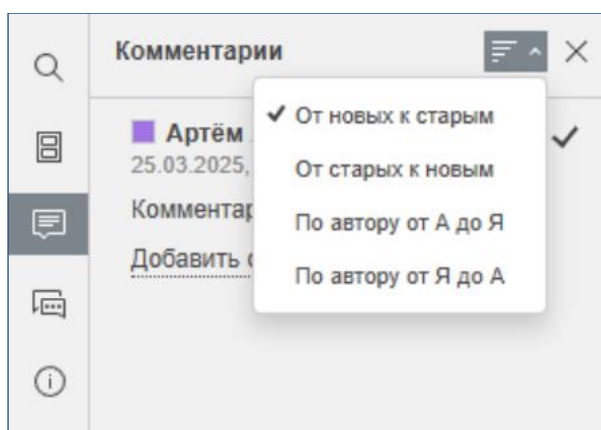 Комментарии
От новых к старым
От старых к новым
По автору от А до Я
По автору от Я до А
Артём
25.03.2025,
Добавить